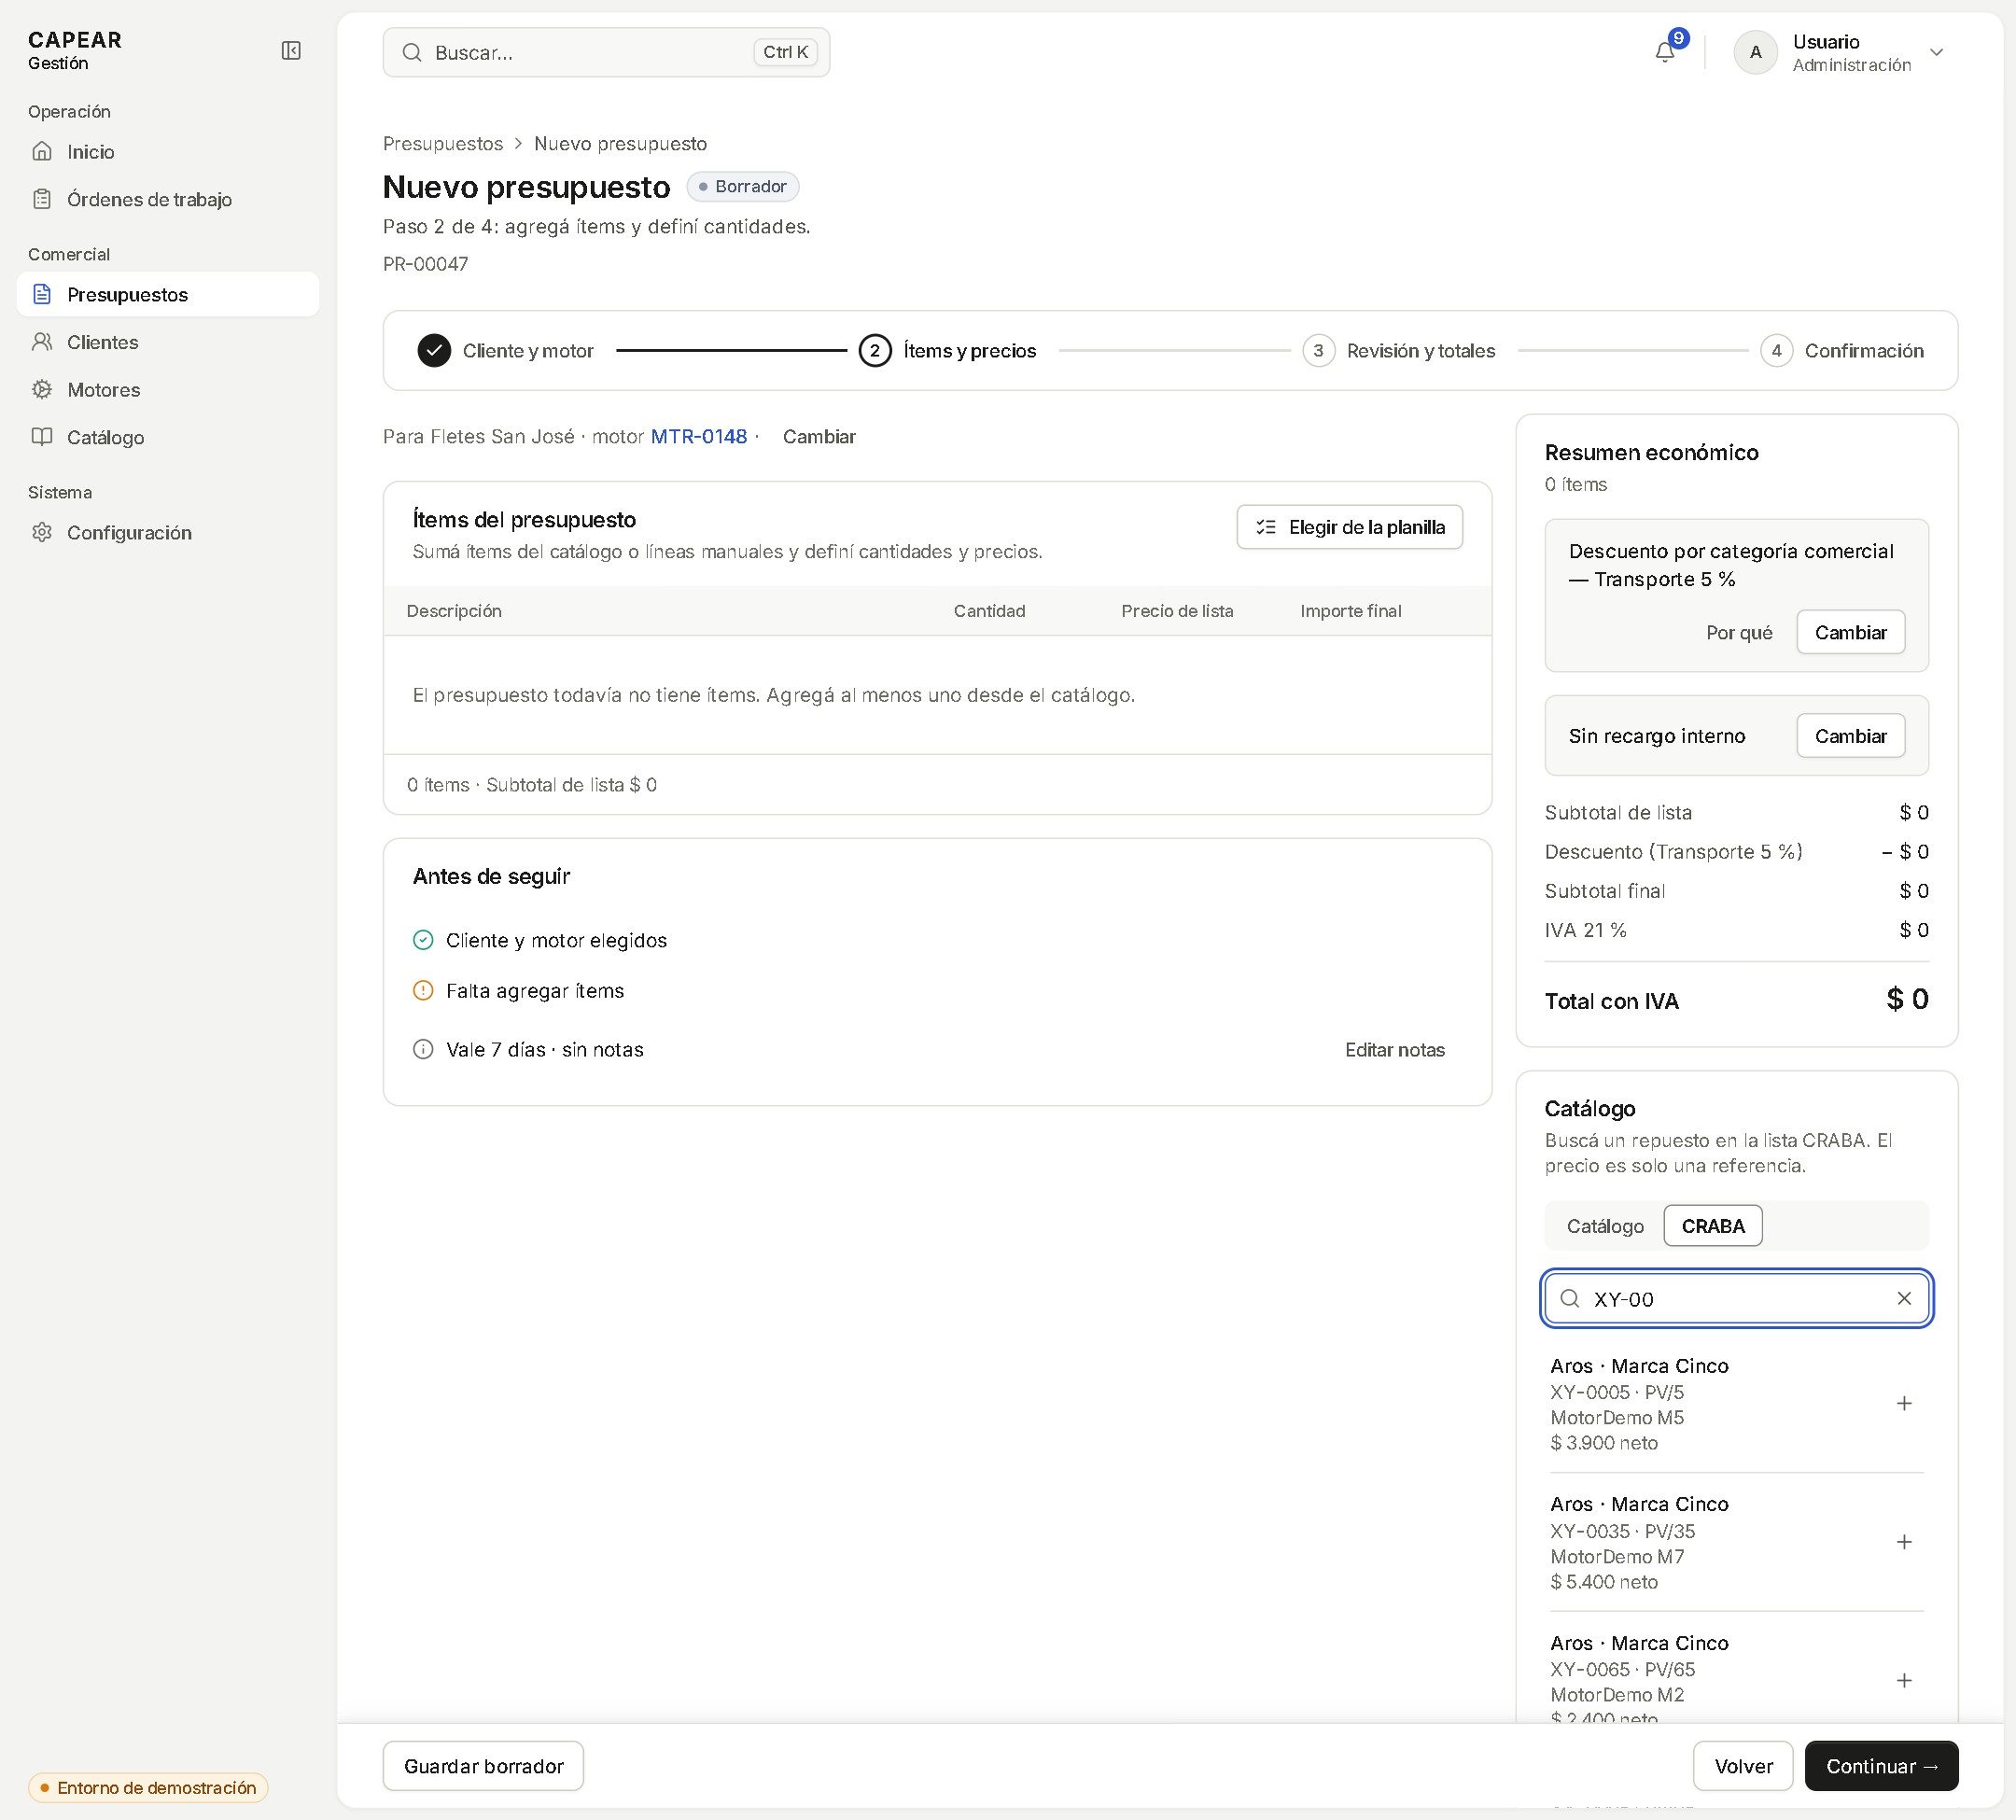 CAPEAR
Gestión
Operación
Inicio
Órdenes de trabajo
Comercial
Presupuestos
Clientes
Motores
Catálogo
Sistema
Configuración
Entorno de demostración
Buscar...
Ctrl K
9
A
Usuario
Administración
Presupuestos > Nuevo presupuesto
Nuevo presupuesto
Borrador
Paso 2 de 4: agregá ítems y definí cantidades.
PR-00047
Cliente y motor
2 Ítems y precios
3 Revisión y totales
4 Confirmación
Para Fletes San José · motor MTR-0148 · Cambiar
Ítems del presupuesto
Sumá ítems del catálogo o líneas manuales y definí cantidades y precios.
Elegir de la planilla
Descripción Cantidad Precio de lista Importe final
El presupuesto todavía no tiene ítems. Agregá al menos uno desde el catálogo.
0 ítems · Subtotal de lista $ 0
Antes de seguir
Cliente y motor elegidos
Falta agregar ítems
Vale 7 días · sin notas
Editar notas
Resumen económico
0 ítems
Descuento por categoría comercial
— Transporte 5 %
Por qué Cambiar
Sin recargo interno Cambiar
Subtotal de lista $ 0
Descuento (Transporte 5 %) − $ 0
Subtotal final $ 0
IVA 21 % $ 0
Total con IVA $ 0
Catálogo
Buscá un repuesto en la lista CRABA. El
precio es solo una referencia.
Catálogo CRABA
XY-00
Aros · Marca Cinco
XY-0005 · PV/5
MotorDemo M5
$ 3.900 neto
Aros · Marca Cinco
XY-0035 · PV/35
MotorDemo M7
$ 5.400 neto
Aros · Marca Cinco
XY-0065 · PV/65
MotorDemo M2
$ 2.400 neto
Guardar borrador
Volver
Continuar →